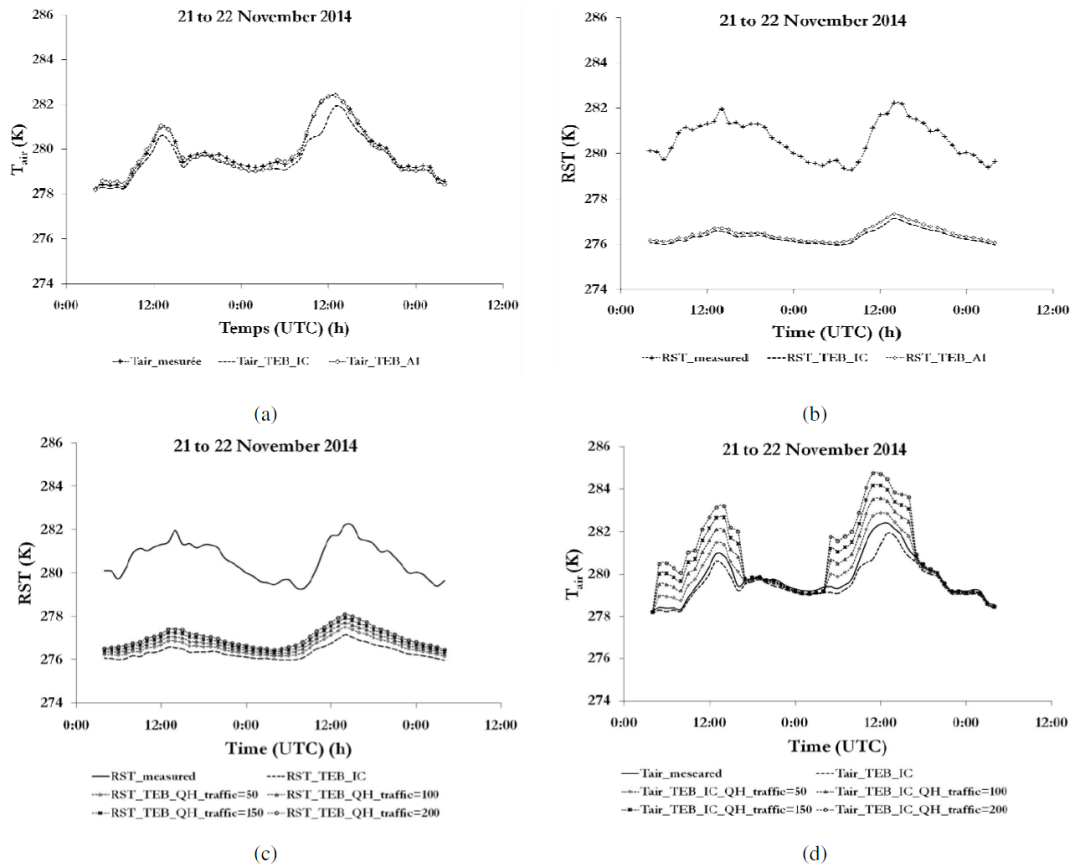 21 to 22 November 2014
286
284
282
280
278
276
274
T_air (K)
0:00 12:00 0:00 12:00 0:00 12:00
Temps (UTC) (h)
Tair_mesurée Tair_TEB_IC Tair_TEB_AI
(a)
21 to 22 November 2014
286
284
282
280
278
276
274
RST (K)
0:00 12:00 0:00 12:00 0:00 12:00
Time (UTC) (h)
RST_measured RST_TEB_IC RST_TEB_AI
(b)
21 to 22 November 2014
286
284
282
280
278
276
274
RST (K)
0:00 12:00 0:00 12:00 0:00 12:00
Time (UTC) (h)
RST_measured RST_TEB_IC
RST_TEB_QH_traffic=50 RST_TEB_QH_traffic=100
RST_TEB_QH_traffic=150 RST_TEB_QH_traffic=200
(c)
21 to 22 November 2014
286
284
282
280
278
276
274
T_air (K)
0:00 12:00 0:00 12:00 0:00 12:00
Time (UTC)
Tair_mescared Tair_TEB_IC
Tair_TEB_IC_QH_traffic=50 Tair_TEB_IC_QH_traffic=100
Tair_TEB_IC_QH_traffic=150 Tair_TEB_IC_QH_traffic=200
(d)